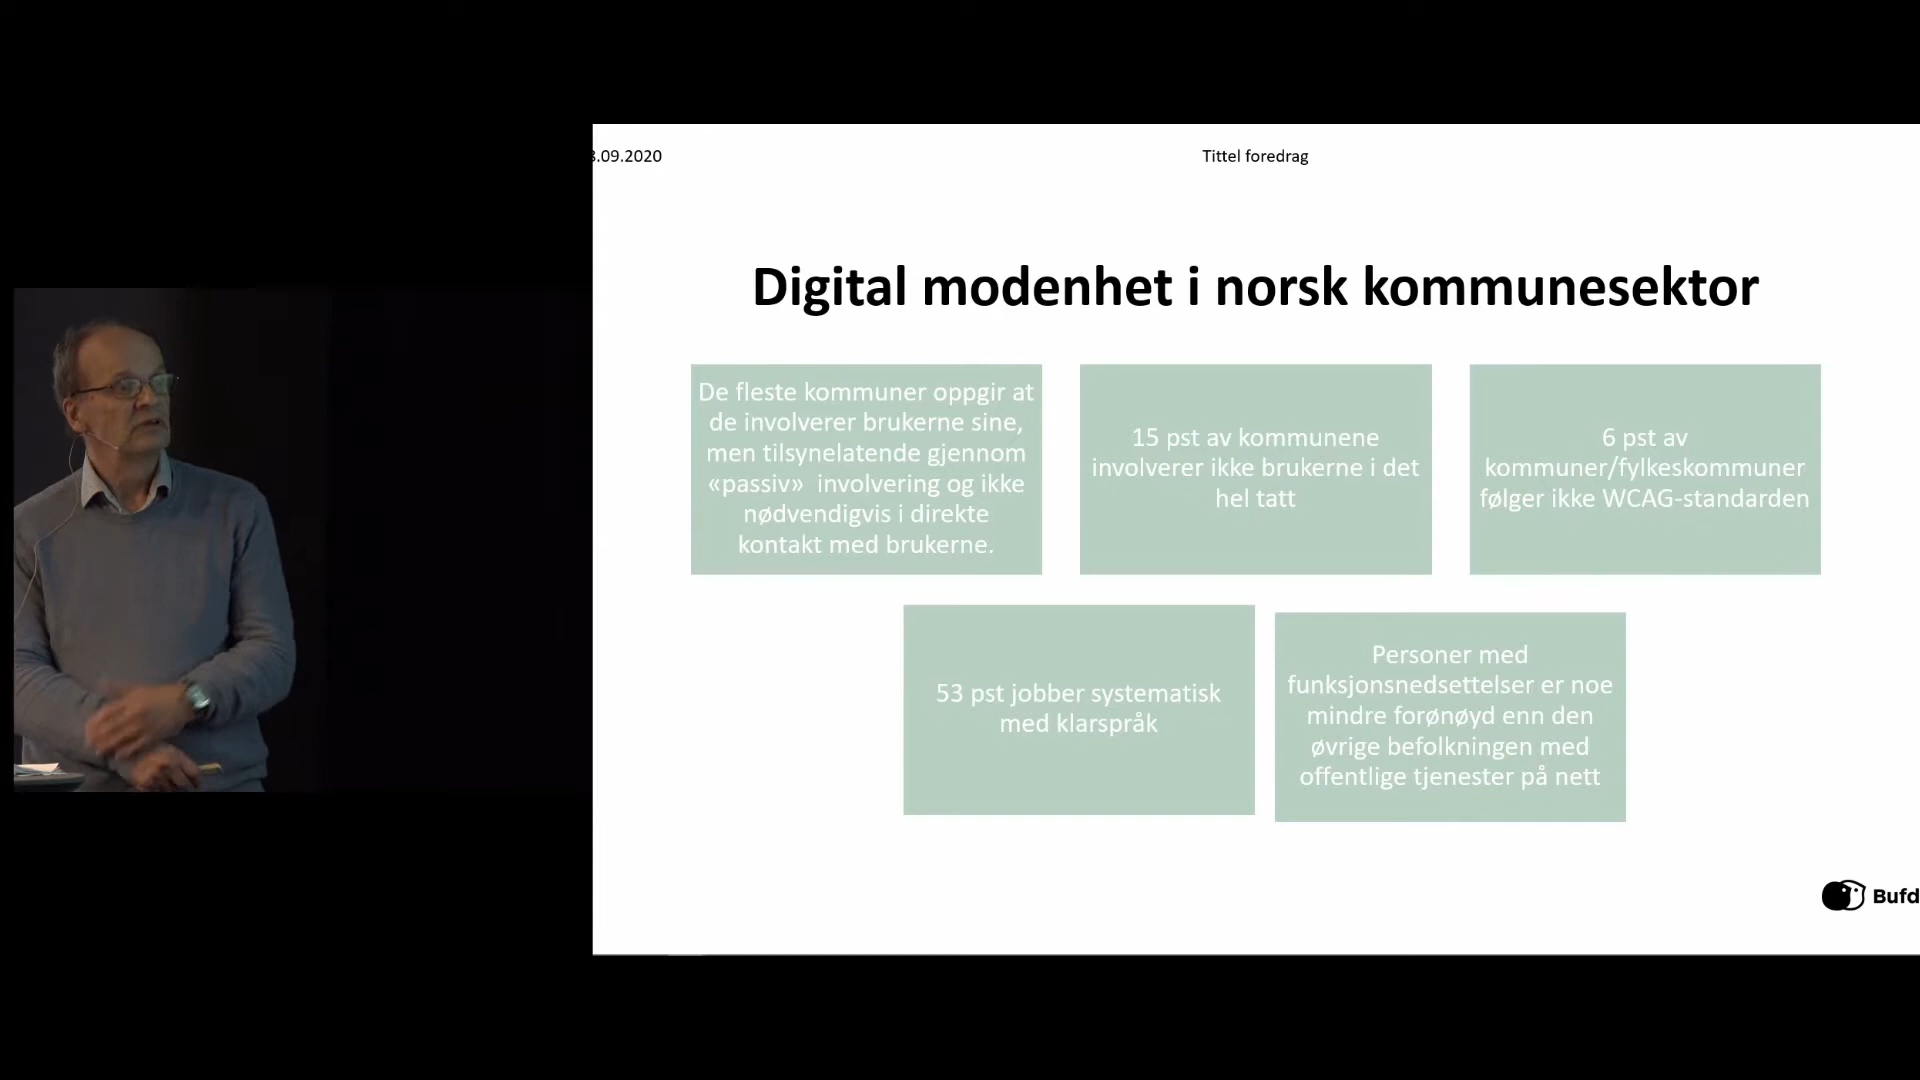 .09.2020
Tittel foredrag
Digital modenhet i norsk kommunesektor
De fleste kommuner oppgir at
de involverer brukerne sine,
men tilsynelatende gjennom
«passiv» involvering og ikke
nødvendigvis i direkte
kontakt med brukerne.
15 pst av kommunene
involverer ikke brukerne i det
hel tatt
6 pst av
kommuner/fylkeskommuner
følger ikke WCAG-standarden
53 pst jobber systematisk
med klarspråk
Personer med
funksjonsnedsettelser er noe
mindre forønøyd enn den
øvrige befolkningen med
offentlige tjenester på nett
Bufd